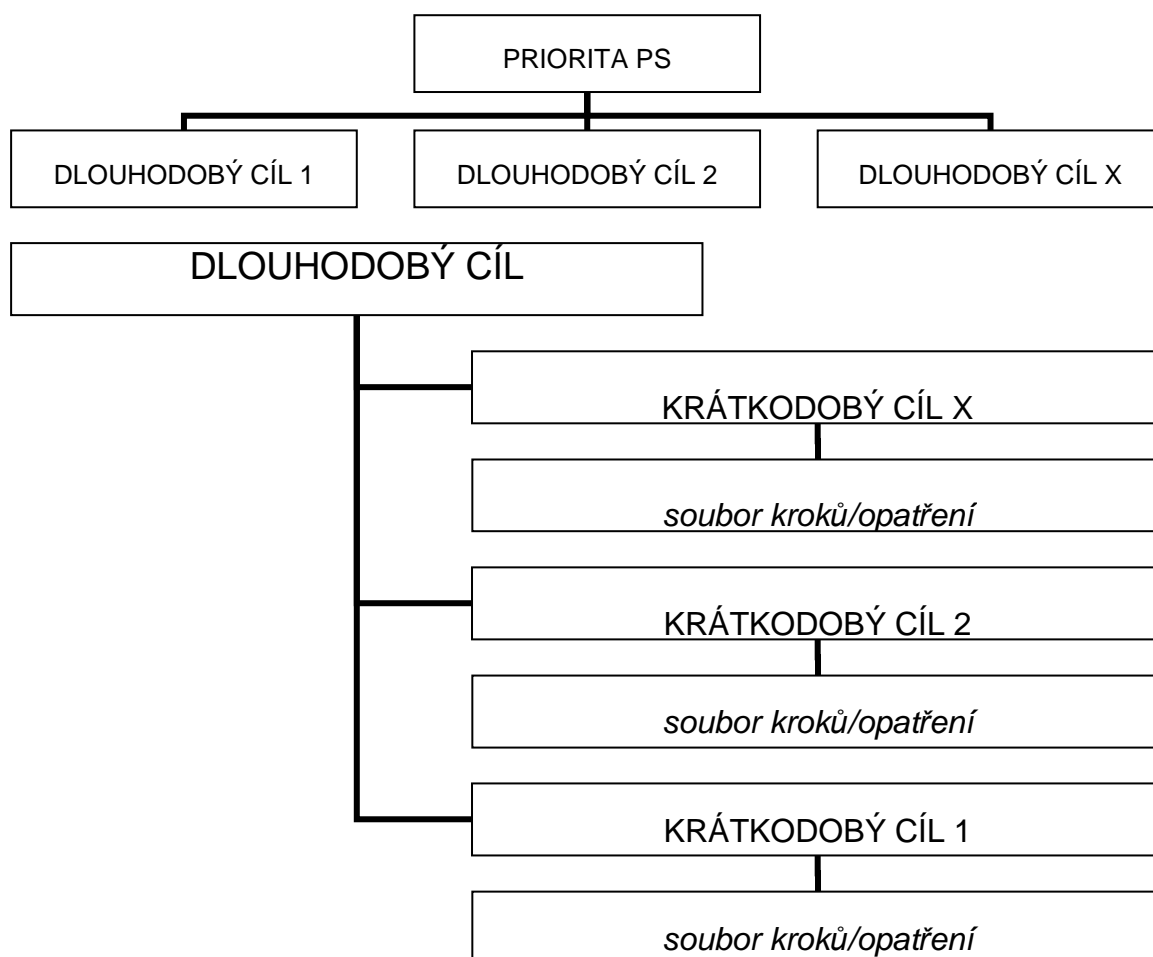 PRIORITA PS
DLOUHODOBÝ CÍL 1
DLOUHODOBÝ CÍL 2
DLOUHODOBÝ CÍL X
DLOUHODOBÝ CÍL
KRÁTKODOBÝ CÍL X
soubor kroků/opatření
KRÁTKODOBÝ CÍL 2
soubor kroků/opatření
KRÁTKODOBÝ CÍL 1
soubor kroků/opatření